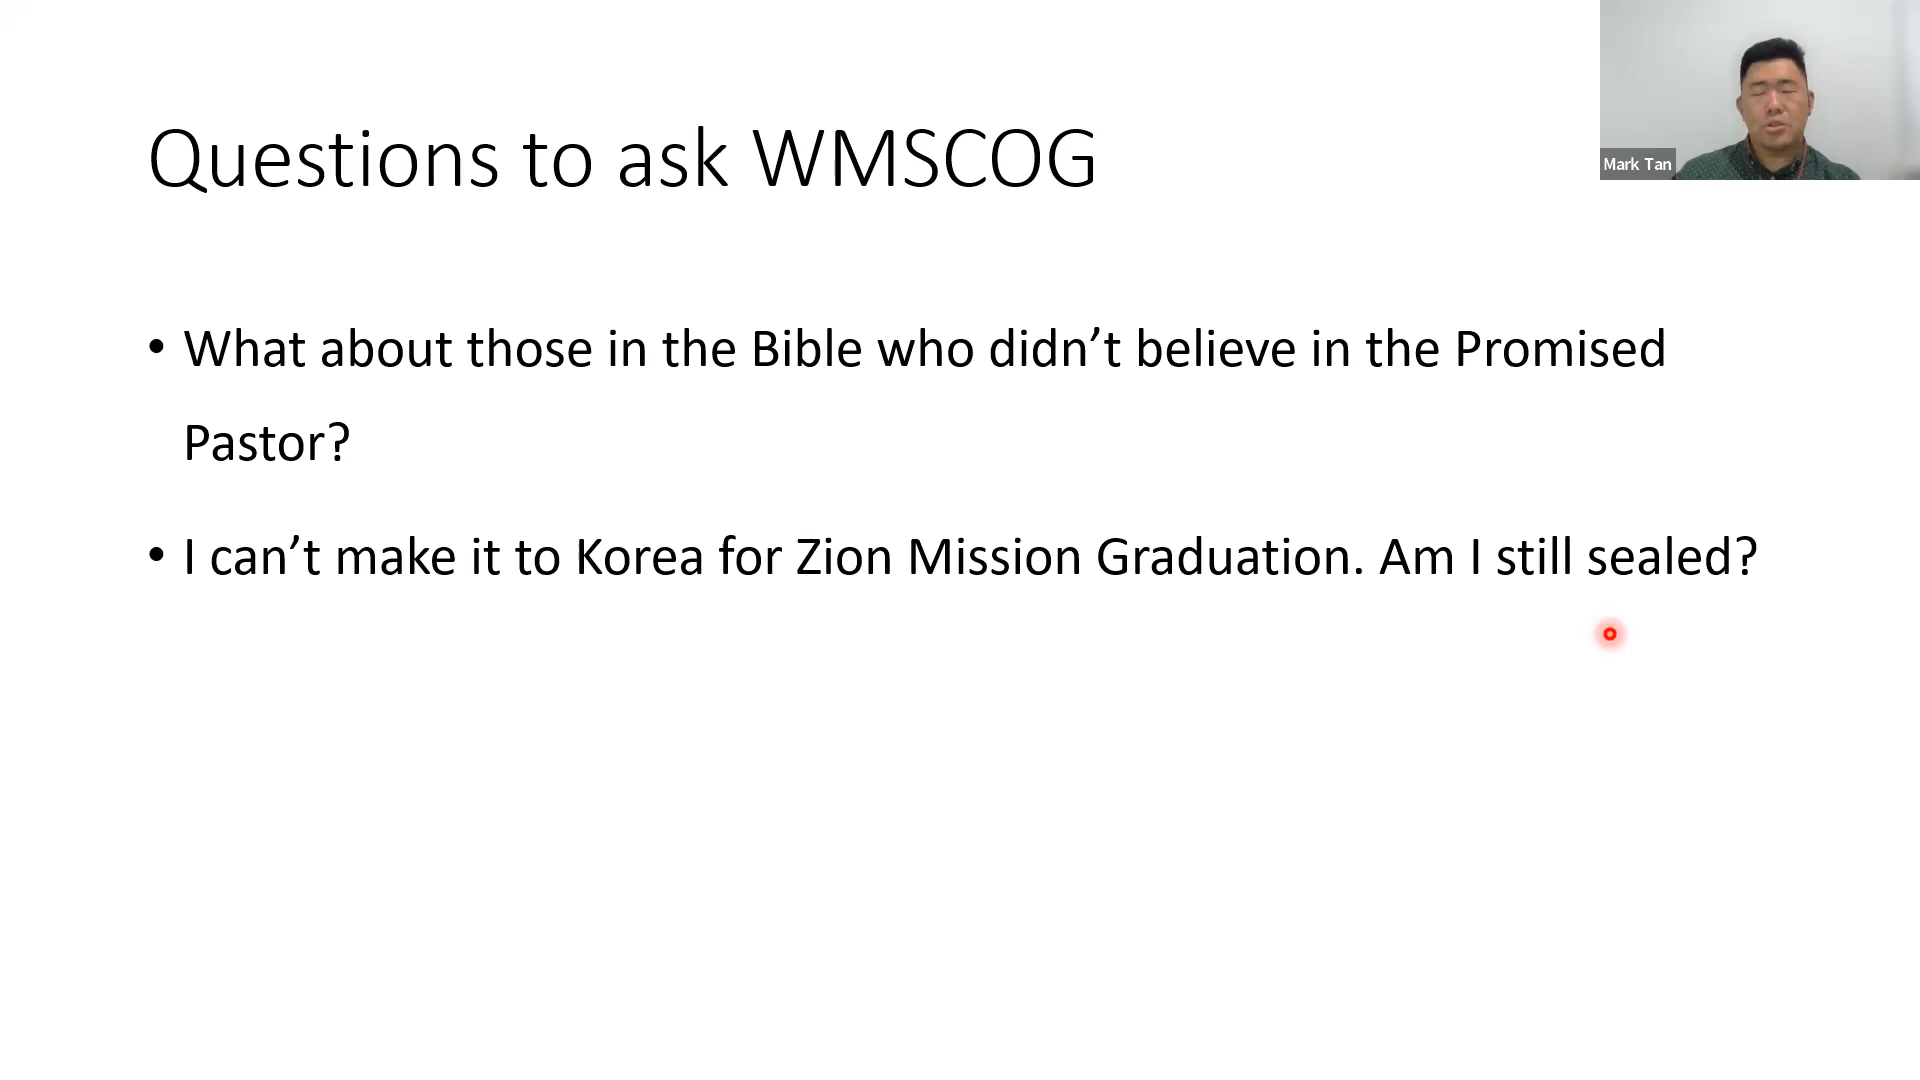 Questions to ask WMSCOG
Mark Tan
• What about those in the Bible who didn’t believe in the Promised
Pastor?
• I can’t make it to Korea for Zion Mission Graduation. Am I still sealed?